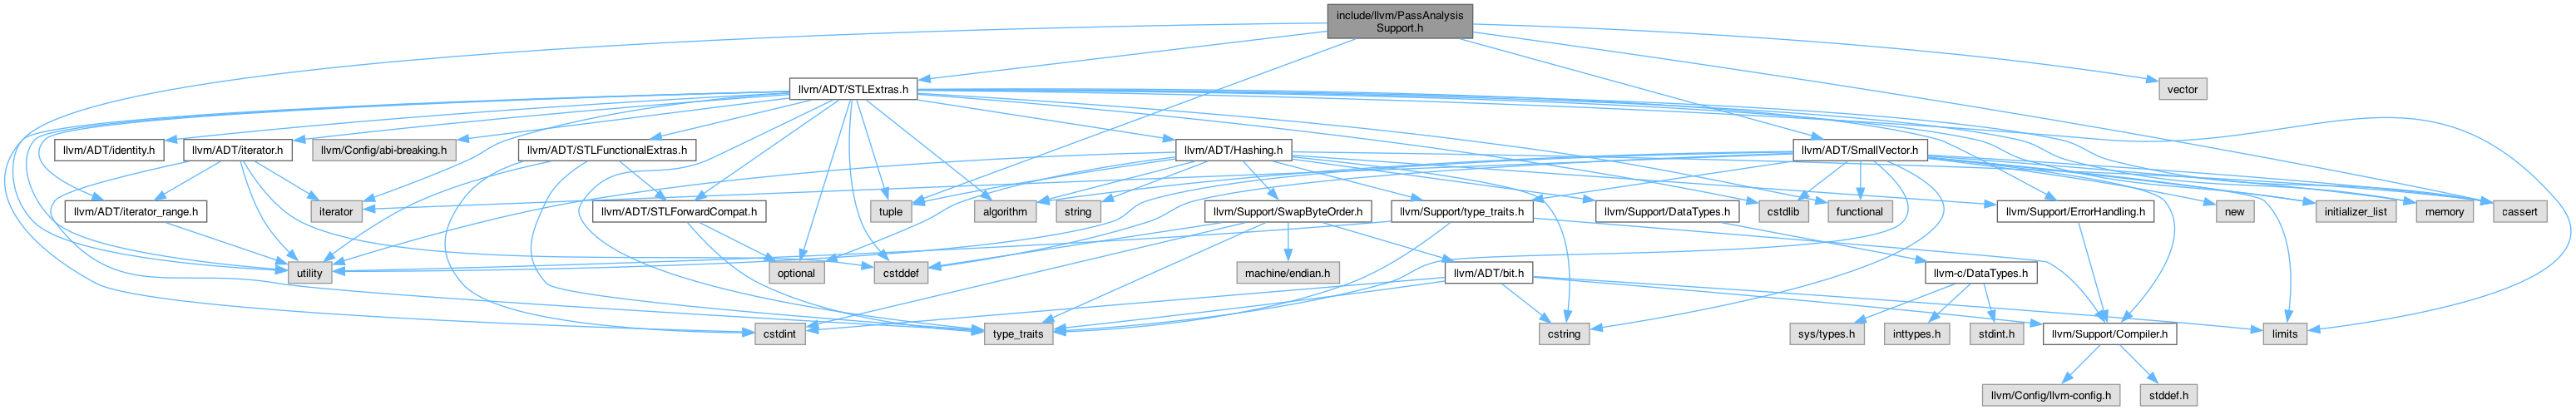 include/llvm/PassAnalysis
Support.h
llvm/ADT/STLExtras.h
vector
llvm/ADT/identity.h
llvm/ADT/iterator.h
llvm/Config/abi-breaking.h
llvm/ADT/STLFunctionalExtras.h
llvm/ADT/Hashing.h
llvm/ADT/SmallVector.h
llvm/ADT/iterator_range.h
iterator
llvm/ADT/STLForwardCompat.h
tuple
algorithm
string
llvm/Support/SwapByteOrder.h
llvm/Support/type_traits.h
llvm/Support/DataTypes.h
cstdlib
functional
llvm/Support/ErrorHandling.h
new
initializer_list
memory
cassert
utility
optional
cstddef
machine/endian.h
llvm/ADT/bit.h
llvm-c/DataTypes.h
cstdint
type_traits
cstring
sys/types.h
inttypes.h
stdint.h
llvm/Support/Compiler.h
limits
llvm/Config/llvm-config.h
stddef.h